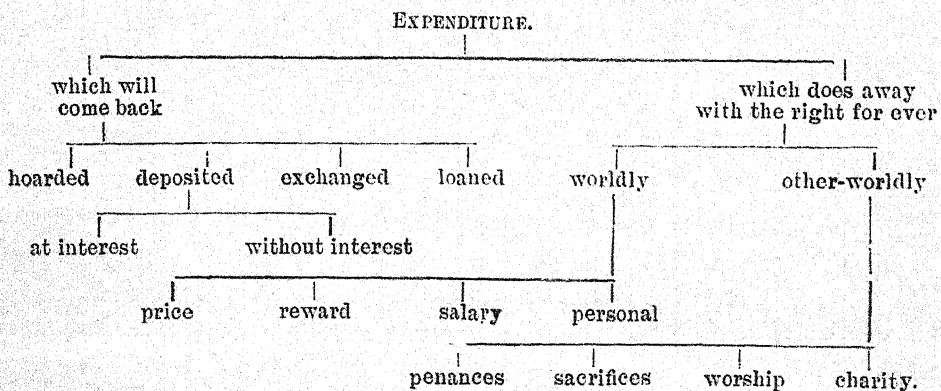 EXPENDITURE.
which will
come back
which does away
with the right for ever
hoarded deposited exchanged loaned worldly other-worldly
at interest without interest
price reward salary personal
penances sacrifices worship charity.